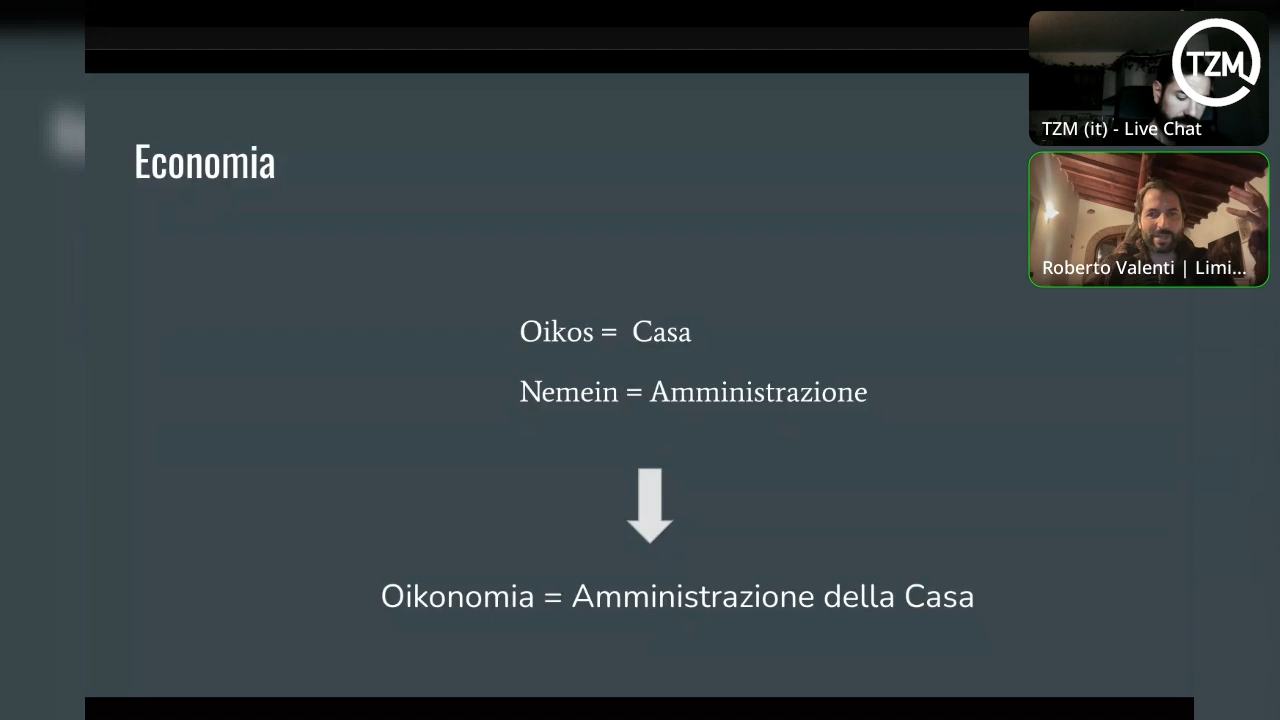 Economia
Oikos = Casa
Nemein = Amministrazione
Oikonomia = Amministrazione della Casa
TZM
TZM (it) - Live Chat
Roberto Valenti | Limi...